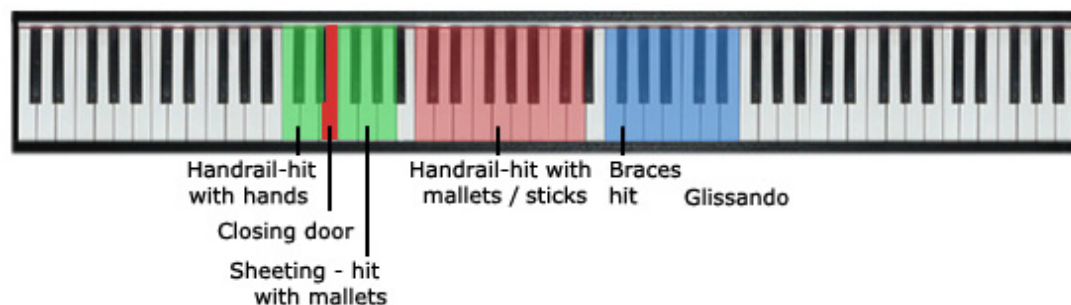 Handrail-hit
with hands
Closing door
Sheeting - hit
with mallets
Handrail-hit with
mallets / sticks
Braces
hit
Glissando